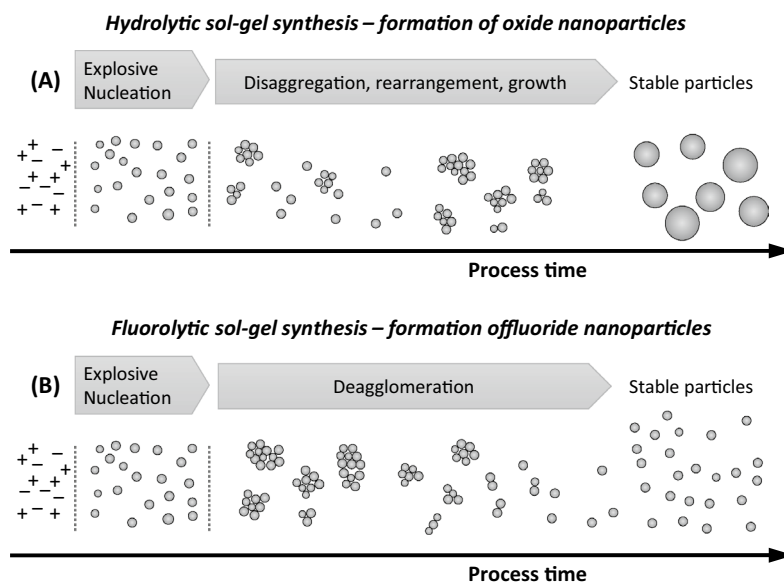 Hydrolytic sol-gel synthesis – formation of oxide nanoparticles
(A)
Explosive
Nucleation
Disaggregation, rearrangement, growth
Stable particles
Process time
Fluorolytic sol-gel synthesis – formation offluoride nanoparticles
(B)
Explosive
Nucleation
Deagglomeration
Stable particles
Process time